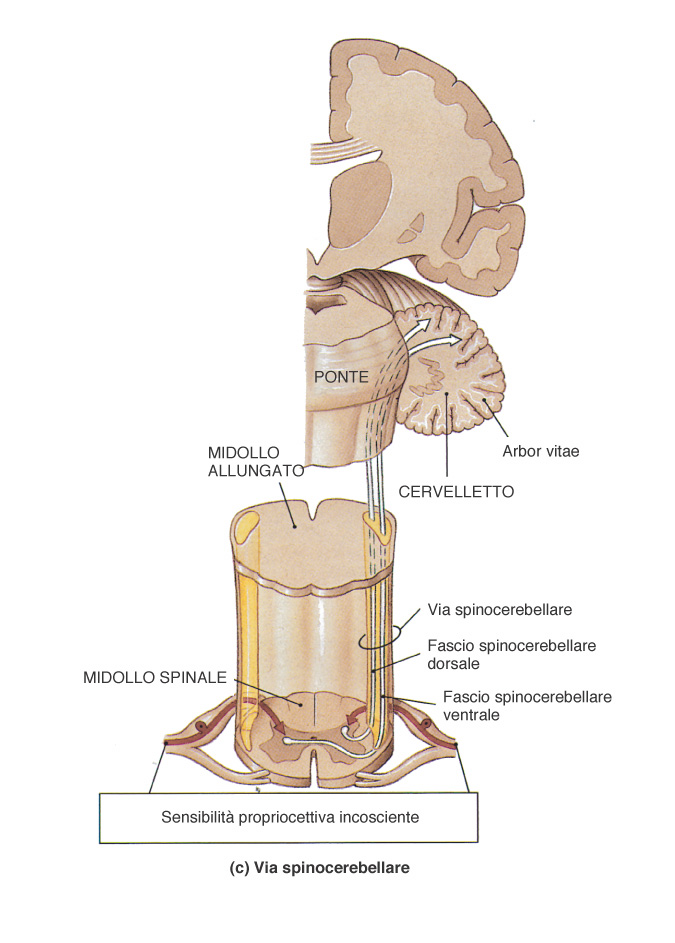 PONTE
Arbor vitae
MIDOLLO
ALLUNGATO
CERVELLETTO
Via spinocerebellare
Fascio spinocerebellare
dorsale
MIDOLLO SPINALE
Fascio spinocerebellare
ventrale
Sensibilità propriocettiva incosciente
(c) Via spinocerebellare